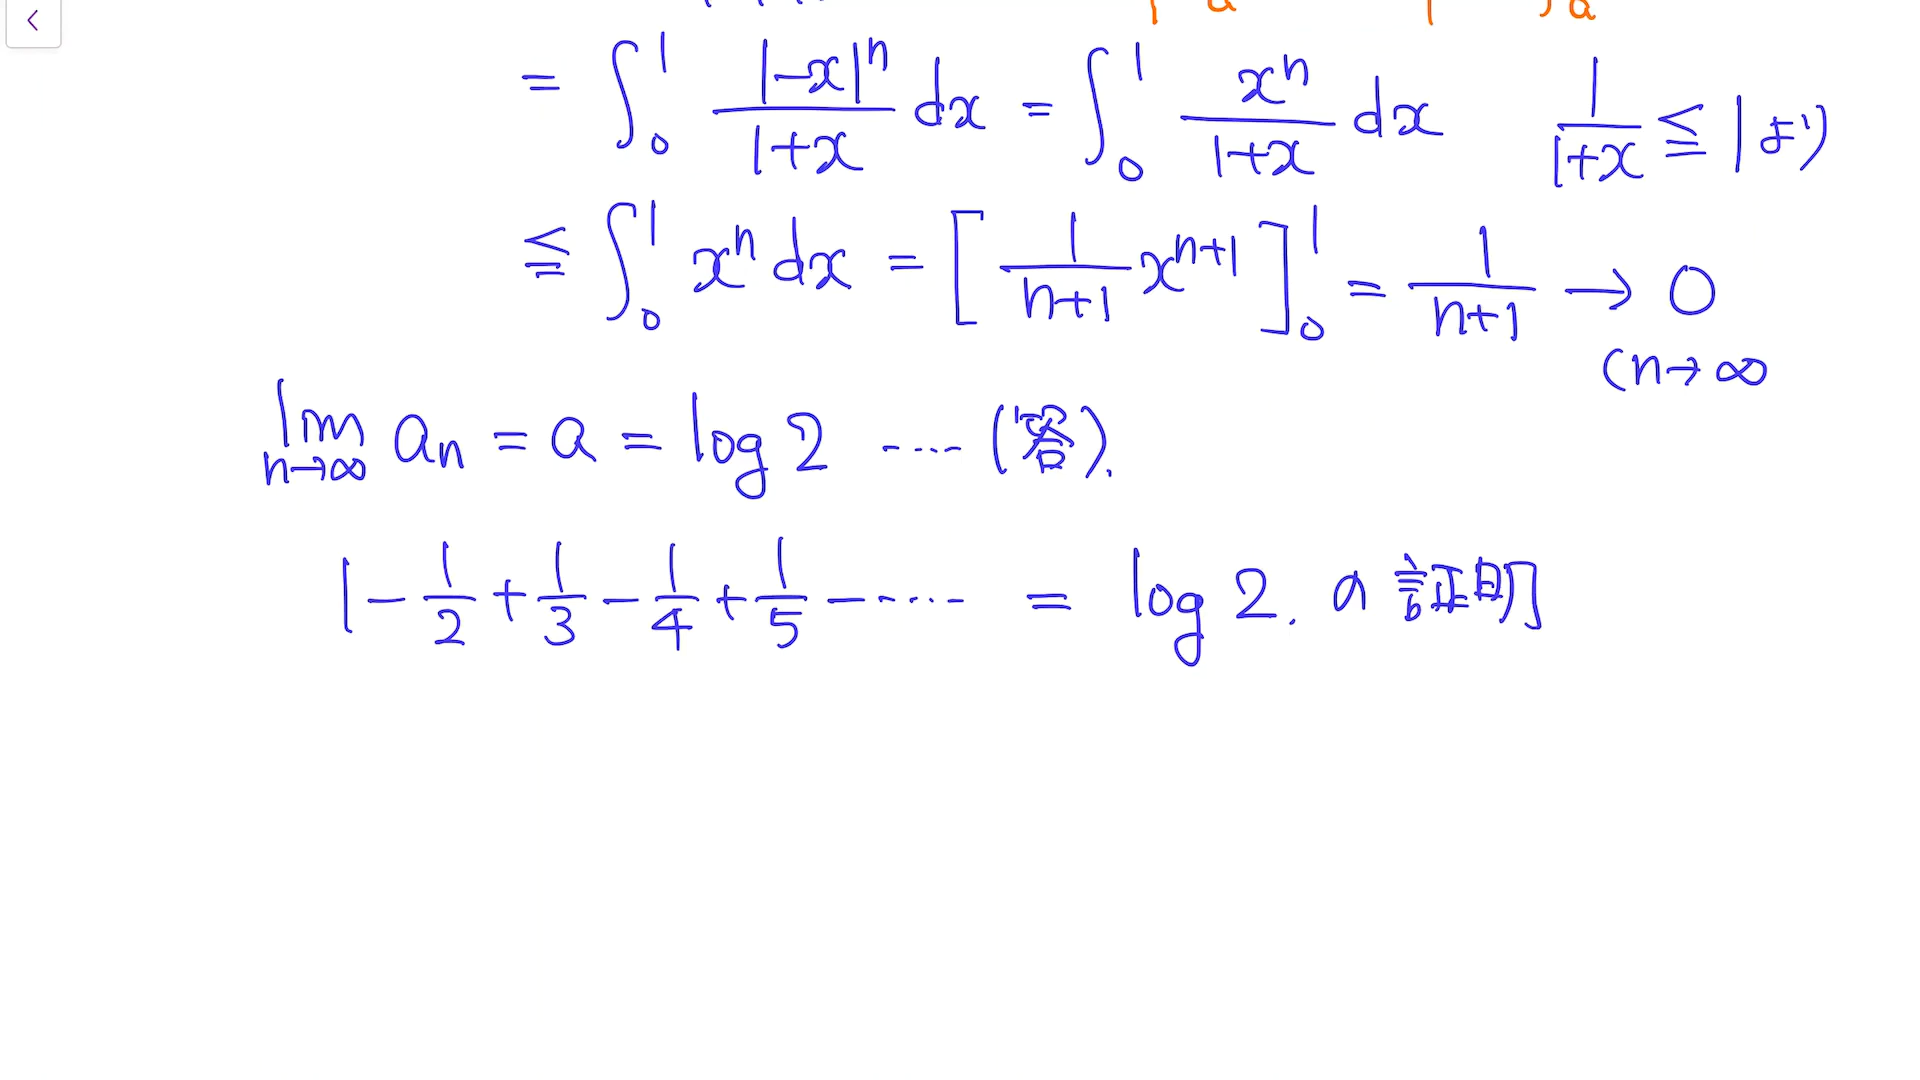 = ∫₀¹ |-x|ⁿ/(1+x) dx = ∫₀¹ xⁿ/(1+x) dx 1/(1+x) ≦ 1 より
≦ ∫₀¹ xⁿ dx = [1/(n+1) xⁿ⁺¹]₀¹ = 1/(n+1) → 0
(n→∞
lim n→∞ aₙ = a = log 2 ‥‥ (答).
1 - 1/2 + 1/3 - 1/4 + 1/5 - ‥‥ = log 2. の証明